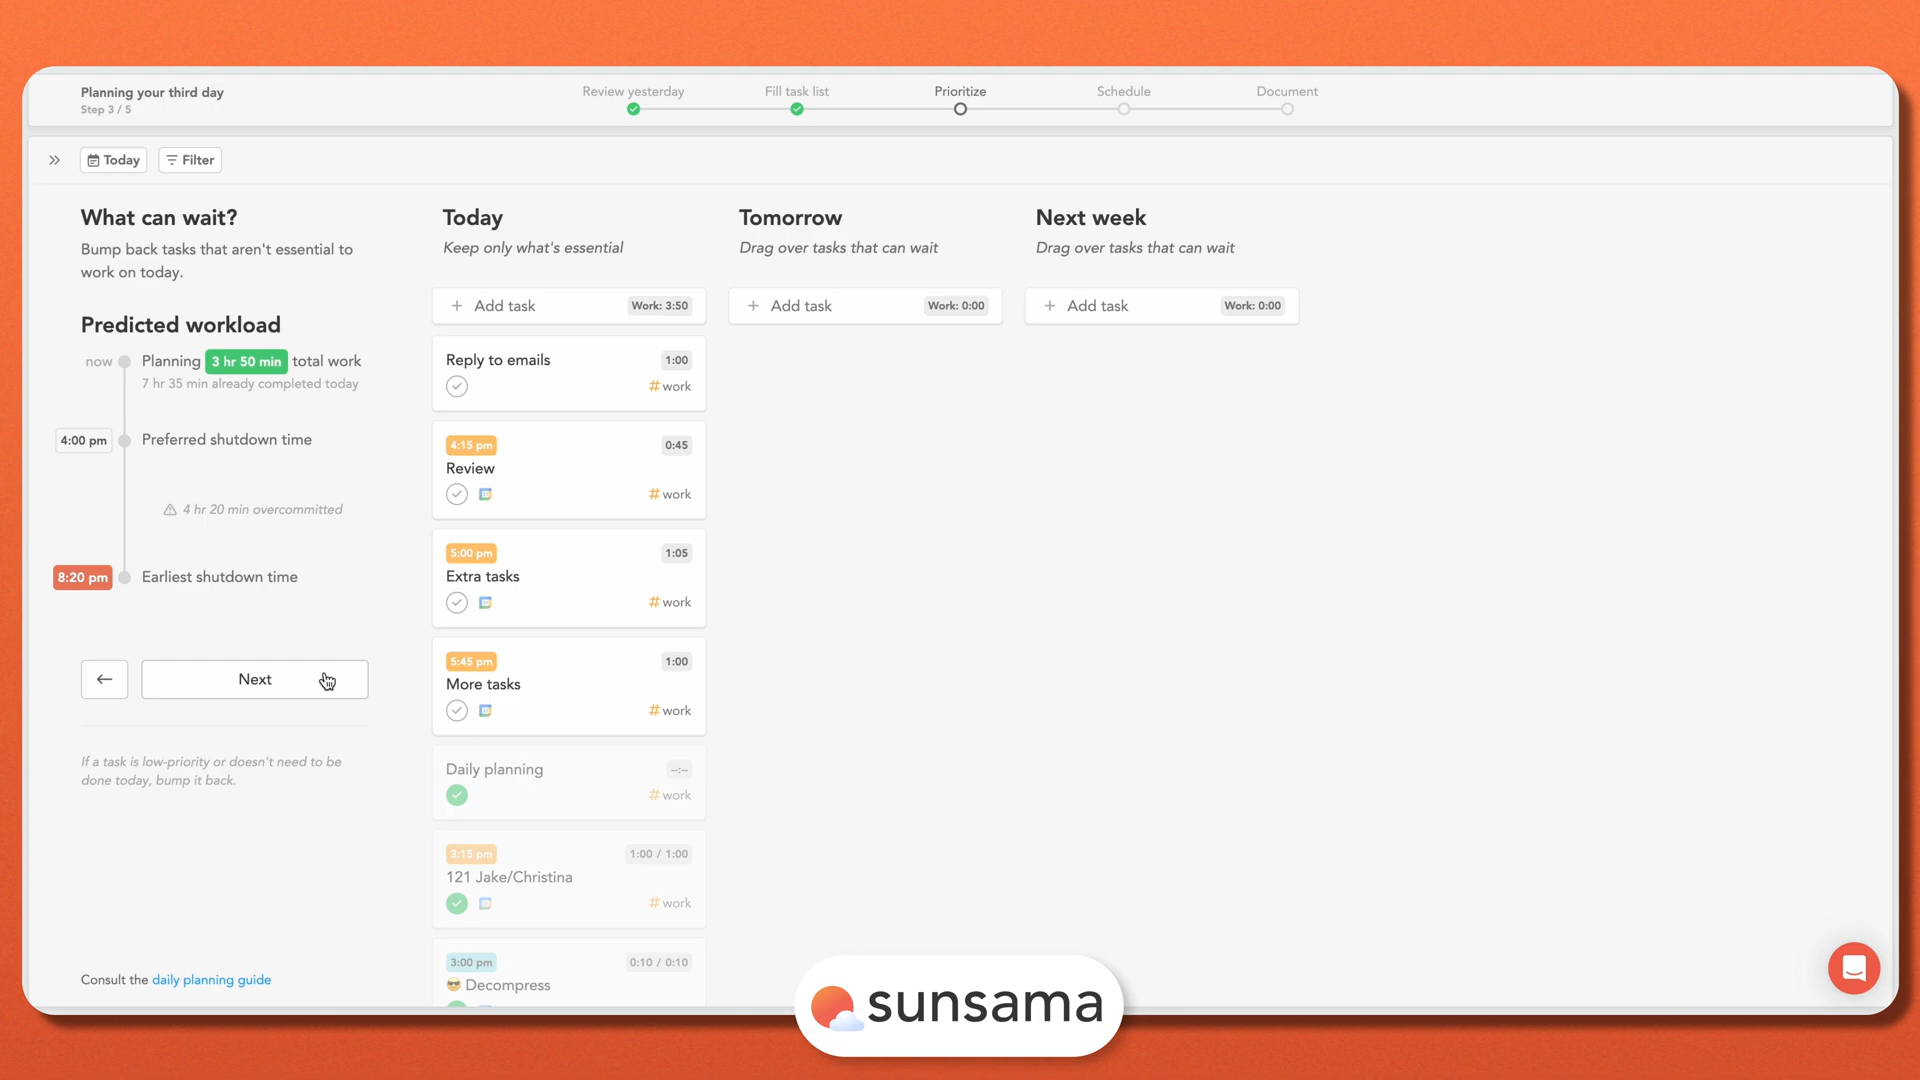 Planning your third day
Step 3 / 5
Review yesterday
Fill task list
Prioritize
Schedule
Document
Today
Filter
What can wait?
Bump back tasks that aren't essential to
work on today.
Predicted workload
now
Planning 3 hr 50 min total work
7 hr 35 min already completed today
4:00 pm
Preferred shutdown time
4 hr 20 min overcommitted
8:20 pm
Earliest shutdown time
Next
If a task is low-priority or doesn't need to be
done today, bump it back.
Consult the daily planning guide
Today
Keep only what's essential
+ Add task
Work: 3:50
Reply to emails
1:00
# work
4:15 pm
0:45
Review
# work
5:00 pm
1:05
Extra tasks
# work
5:45 pm
1:00
More tasks
# work
Daily planning
--:--
# work
3:15 pm
1:00 / 1:00
121 Jake/Christina
# work
3:00 pm
0:10 / 0:10
😎 Decompress
Tomorrow
Drag over tasks that can wait
+ Add task
Work: 0:00
Next week
Drag over tasks that can wait
+ Add task
Work: 0:00
sunsama